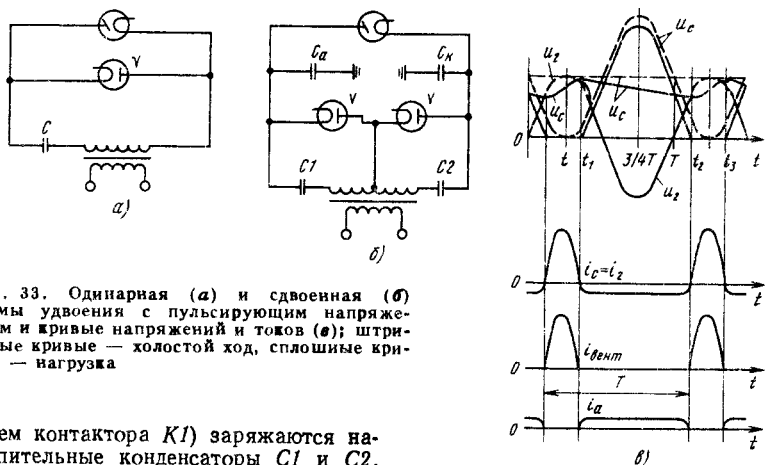 V
C
а)
Cа
Cк
V
V
C1
C2
б)
uc
u2
uc
uc
0
t
t1
3/4T
T
t2
t3
t
u2
ic=i2
0
t
iвент
0
T
t
iа
0
t
в)
. 33. Одинарная (а) и сдвоенная (б)
мы удвоения с пульсирующим напряже-
м и кривые напряжений и токов (в); штри-
ые кривые — холостой ход, сплошные кри-
— нагрузка
ем контактора К1) заряжаются на-
пительные конденсаторы C1 и C2.